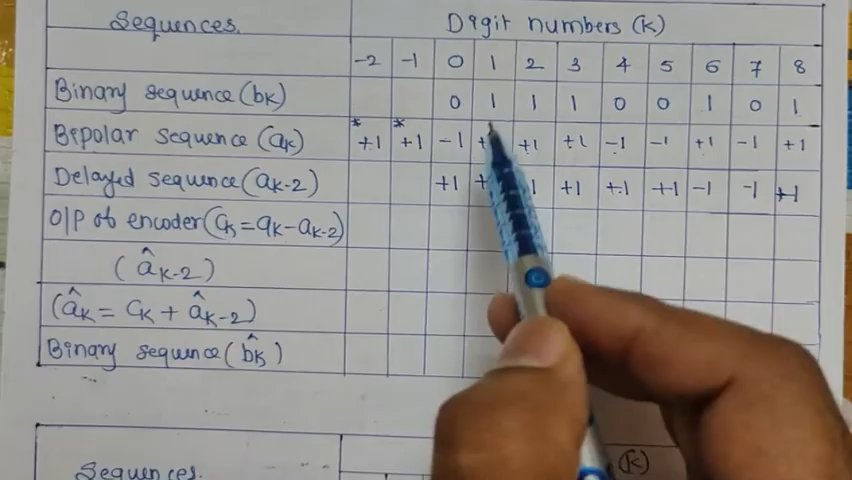 Sequences. Digit numbers (K)
-2 -1 0 1 2 3 4 5 6 7 8
Binary sequence (bK) 0 1 1 1 0 0 1 0 1
Bipolar sequence (aK) *+1 *+1 -1 +1 +1 -1 -1 +1 -1 +1
Delayed sequence (aK-2) +1 + 1 +1 +1 +1 -1 -1 +1
O/P of encoder (CK = aK - aK-2)
(âK-2)
(âK = CK + âK-2)
Binary sequence (b̂K)
Sequences. (K)